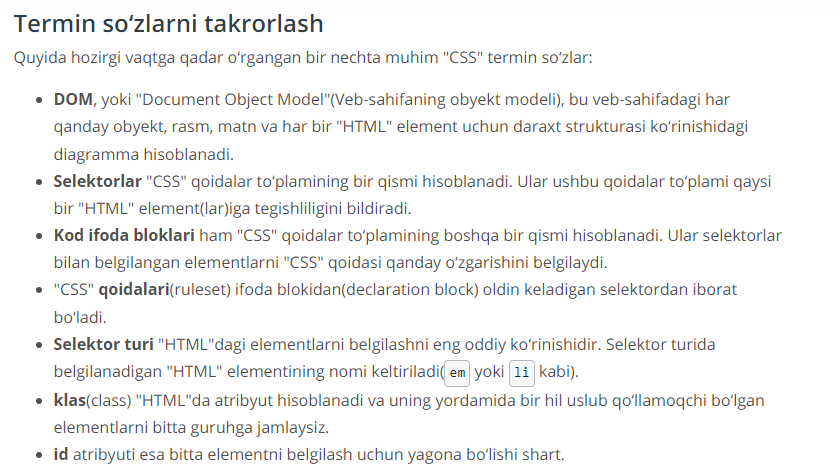 Termin so‘zlarni takrorlash
Quyida hozirgi vaqtga qadar o‘rgangan bir nechta muhim "CSS" termin so‘zlar:
• DOM, yoki "Document Object Model"(Veb-sahifaning obyekt modeli), bu veb-sahifadagi har
qanday obyekt, rasm, matn va har bir "HTML" element uchun daraxt strukturasi ko‘rinishidagi
diagramma hisoblanadi.
• Selektorlar "CSS" qoidalar to‘plamining bir qismi hisoblanadi. Ular ushbu qoidalar to‘plami qaysi
bir "HTML" element(lar)iga tegishliligini bildiradi.
• Kod ifoda bloklari ham "CSS" qoidalar to‘plamining boshqa bir qismi hisoblanadi. Ular selektorlar
bilan belgilangan elementlarni "CSS" qoidasi qanday o‘zgarishini belgilaydi.
• "CSS" qoidalari(ruleset) ifoda blokidan(declaration block) oldin keladigan selektordan iborat
bo‘ladi.
• Selektor turi "HTML"dagi elementlarni belgilashni eng oddiy ko‘rinishidir. Selektor turida
belgilanadigan "HTML" elementining nomi keltiriladi( em yoki li kabi).
• klas(class) "HTML"da atribyut hisoblanadi va uning yordamida bir hil uslub qo‘llamoqchi bo‘lgan
elementlarni bitta guruhga jamlaysiz.
• id atribyuti esa bitta elementni belgilash uchun yagona bo‘lishi shart.